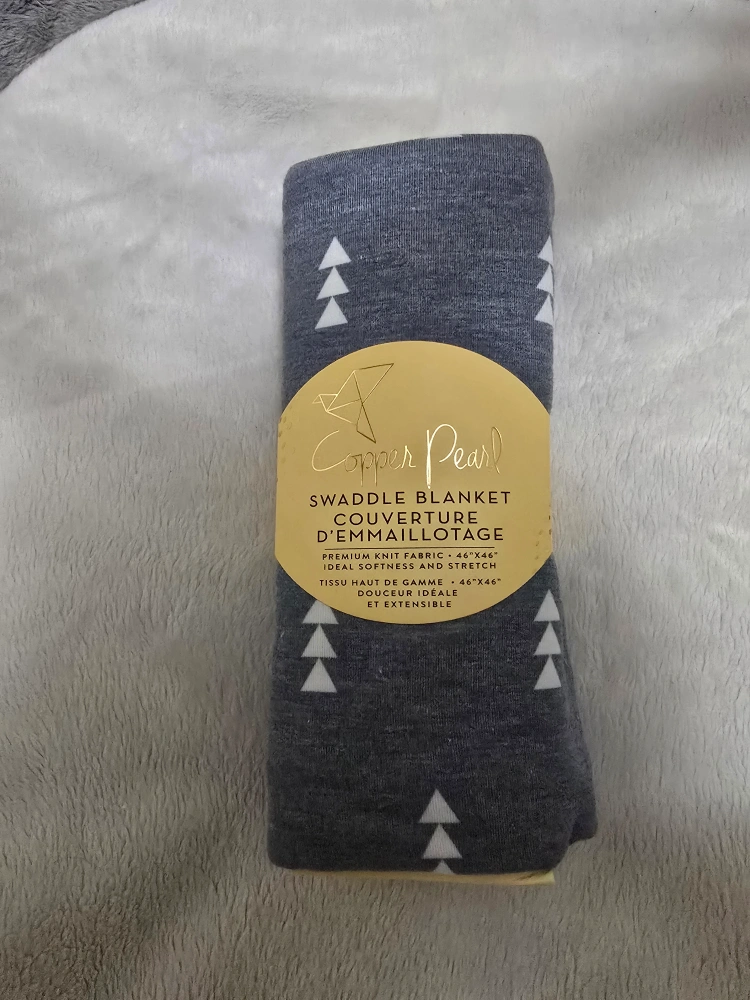 Copper Pearl
SWADDLE BLANKET
COUVERTURE
D'EMMAILLOTAGE
PREMIUM KNIT FABRIC • 46"X46"
IDEAL SOFTNESS AND STRETCH
TISSU HAUT DE GAMME • 46"X46"
DOUCEUR IDÉALE
ET EXTENSIBLE